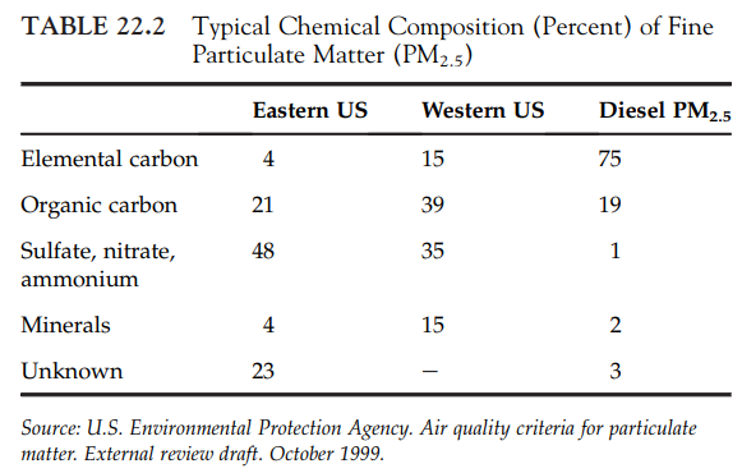 TABLE 22.2 Typical Chemical Composition (Percent) of Fine
Particulate Matter (PM2.5)
Eastern US Western US Diesel PM2.5
Elemental carbon 4 15 75
Organic carbon 21 39 19
Sulfate, nitrate, 48 35 1
ammonium
Minerals 4 15 2
Unknown 23 – 3
Source: U.S. Environmental Protection Agency. Air quality criteria for particulate
matter. External review draft. October 1999.